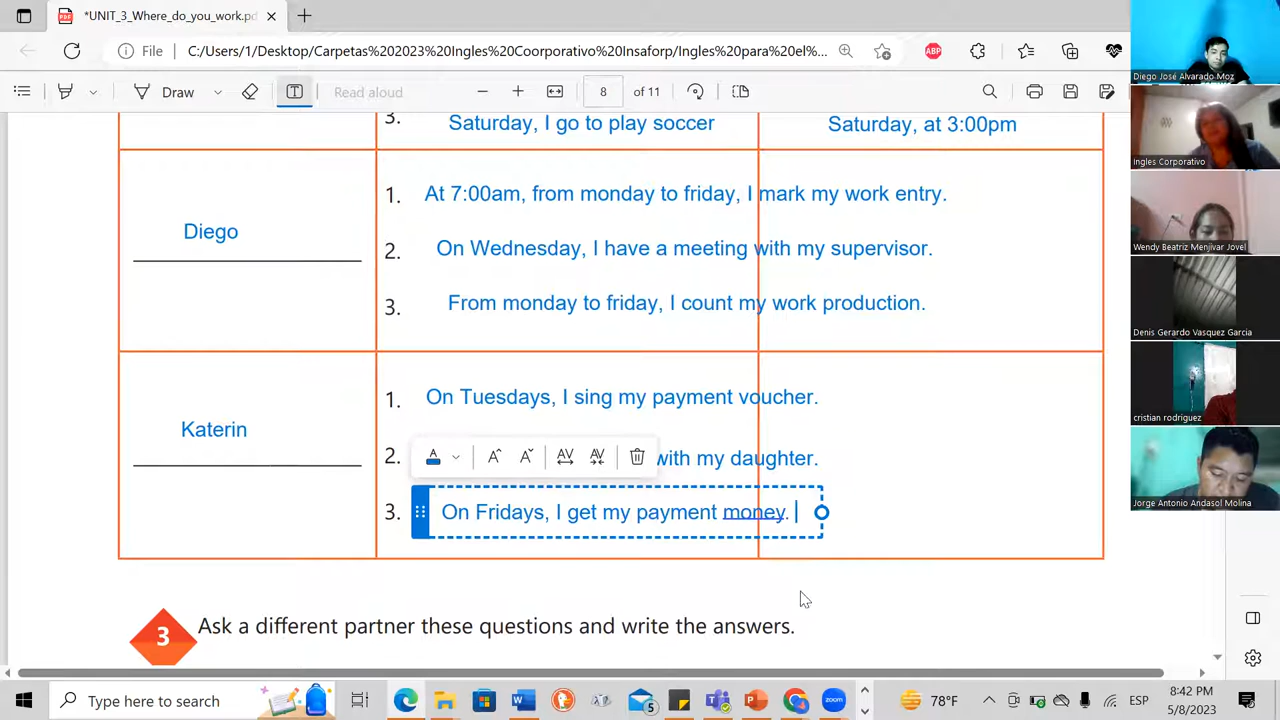 *UNIT_3_Where_do_you_work.pd
File
C:/Users/1/Desktop/Carpetas%202023%20Ingles%20Coorporativo%20Insaforp/Ingles%20para%20el%...
ABP
Draw
Read aloud
8
of 11
3.
Saturday, I go to play soccer
Saturday, at 3:00pm
Diego
1. At 7:00am, from monday to friday, I mark my work entry.
2. On Wednesday, I have a meeting with my supervisor.
3. From monday to friday, I count my work production.
Katerin
1. On Tuesdays, I sing my payment voucher.
2. with my daughter.
3. On Fridays, I get my payment money.
3 Ask a different partner these questions and write the answers.
Diego José Alvarado Moz
Ingles Corporativo
Wendy Beatriz Menjivar Jovel
Denis Gerardo Vasquez Garcia
cristian rodriguez
Jorge Antonio Andasol Molina
Type here to search
5
zoom
78°F
ESP
8:42 PM
5/8/2023